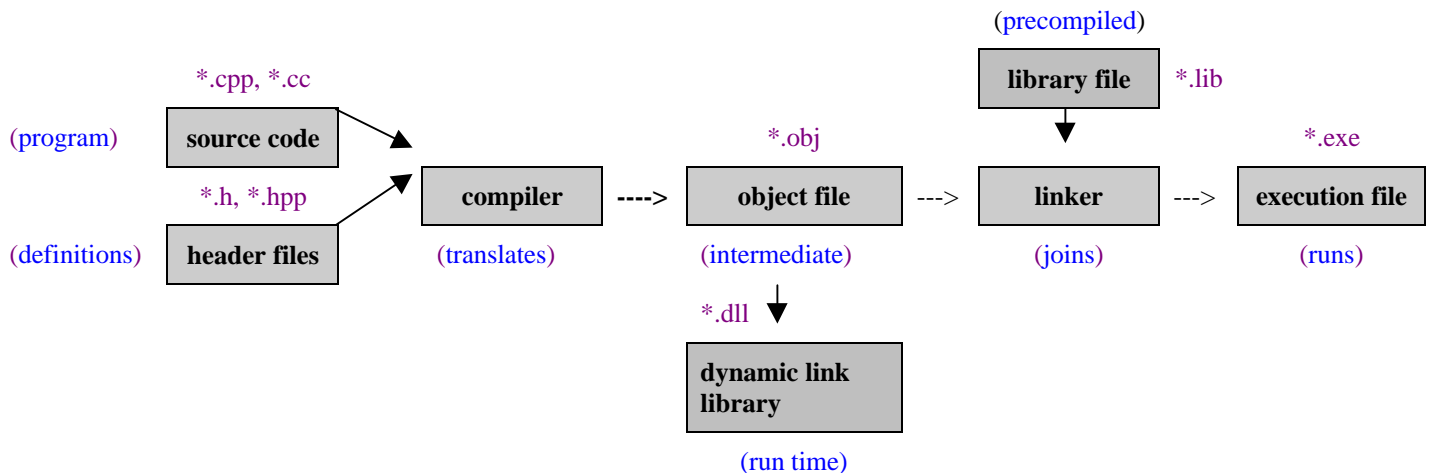 (precompiled)
*.cpp, *.cc
library file
*.lib
(program)
source code
*.obj
*.exe
*.h, *.hpp
compiler
---->
object file
--->
linker
--->
execution file
(definitions)
header files
(translates)
(intermediate)
(joins)
(runs)
*.dll
dynamic link
library
(run time)